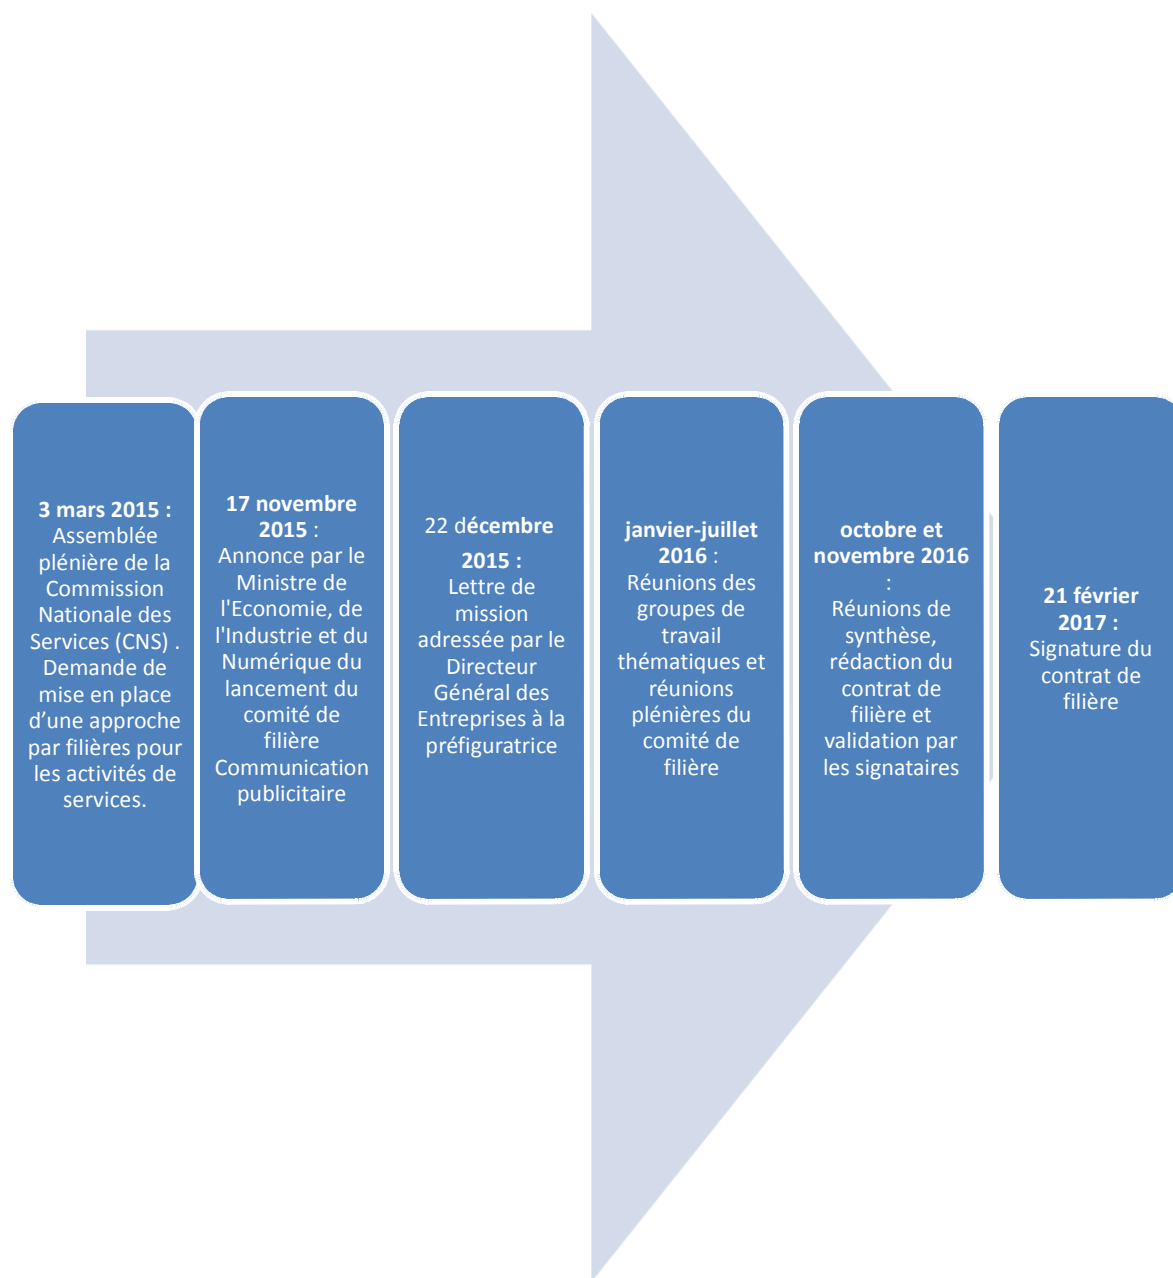 3 mars 2015 :
Assemblée
plénière de la
Commission
Nationale des
Services (CNS) .
Demande de
mise en place
d’une approche
par filières pour
les activités de
services.
17 novembre
2015 :
Annonce par le
Ministre de
l'Economie, de
l'Industrie et du
Numérique du
lancement du
comité de
filière
Communication
publicitaire
22 décembre
2015 :
Lettre de
mission
adressée par le
Directeur
Général des
Entreprises à la
préfiguratrice
janvier-juillet
2016 :
Réunions des
groupes de
travail
thématiques et
réunions
plénières du
comité de
filière
octobre et
novembre 2016
:
Réunions de
synthèse,
rédaction du
contrat de
filière et
validation par
les signataires
21 février
2017 :
Signature du
contrat de
filière